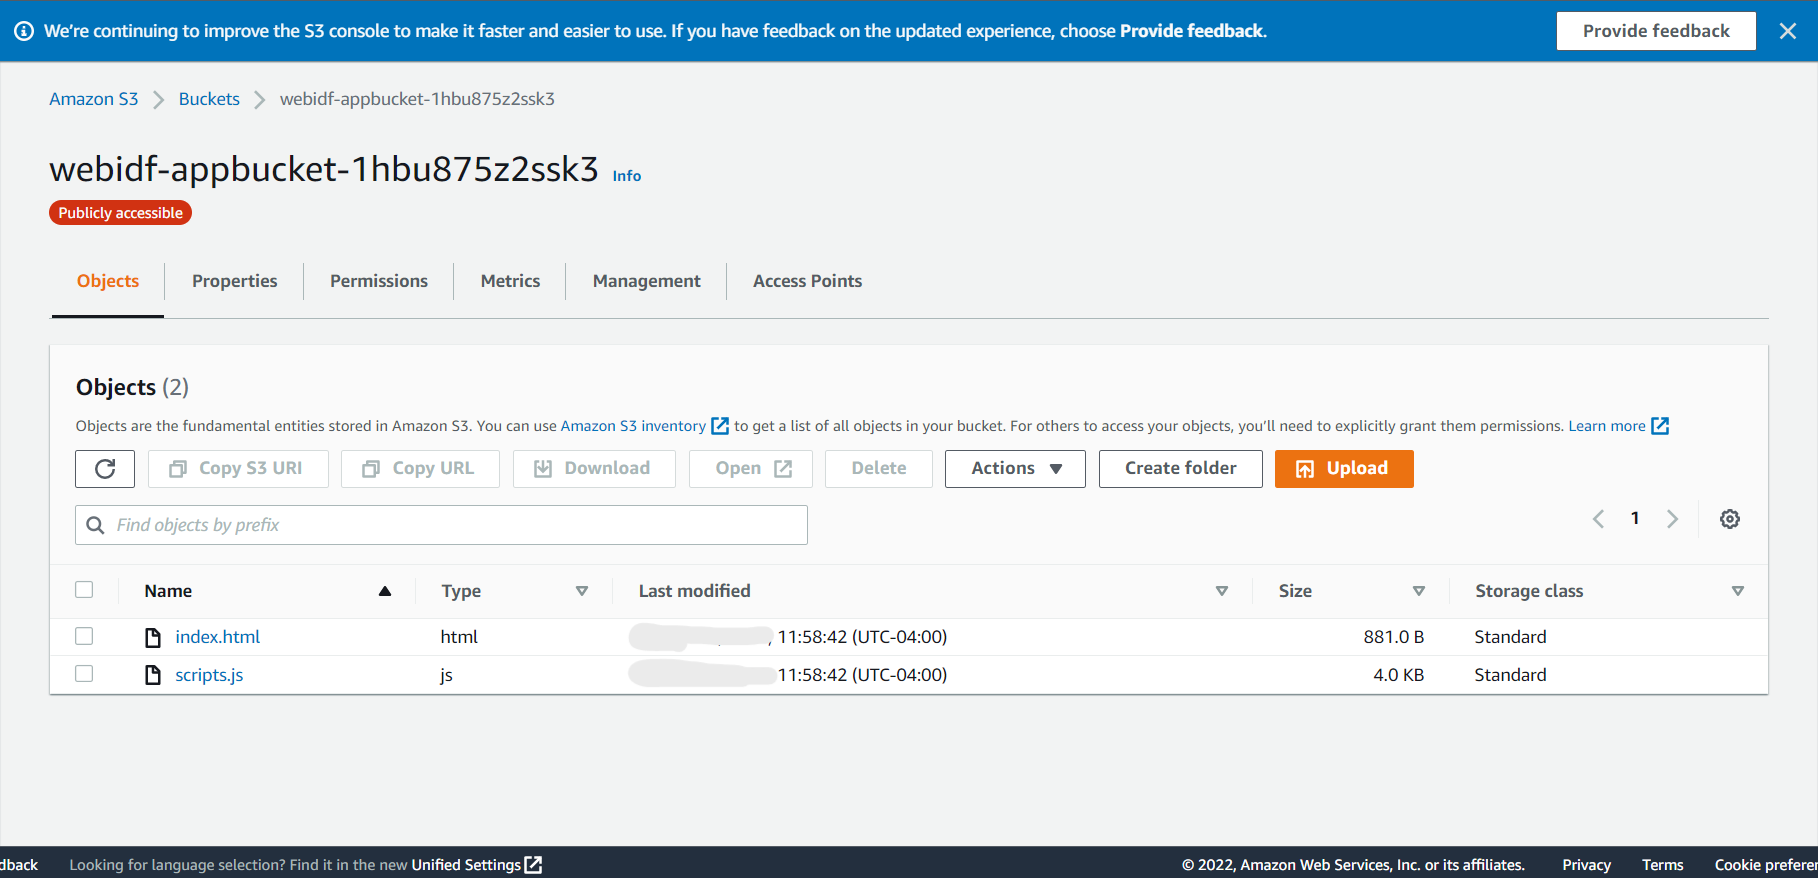 We're continuing to improve the S3 console to make it faster and easier to use. If you have feedback on the updated experience, choose Provide feedback. Provide feedback
Amazon S3 Buckets webidf-appbucket-1hbu875z2ssk3
webidf-appbucket-1hbu875z2ssk3 Info
Publicly accessible
Objects Properties Permissions Metrics Management Access Points
Objects (2)
Objects are the fundamental entities stored in Amazon S3. You can use Amazon S3 inventory to get a list of all objects in your bucket. For others to access your objects, you'll need to explicitly grant them permissions. Learn more
Copy S3 URI Copy URL Download Open Delete Actions Create folder Upload
Find objects by prefix 1
Name Type Last modified Size Storage class
index.html html 11:58:42 (UTC-04:00) 881.0 B Standard
scripts.js js 11:58:42 (UTC-04:00) 4.0 KB Standard
dback Looking for language selection? Find it in the new Unified Settings © 2022, Amazon Web Services, Inc. or its affiliates. Privacy Terms Cookie prefer